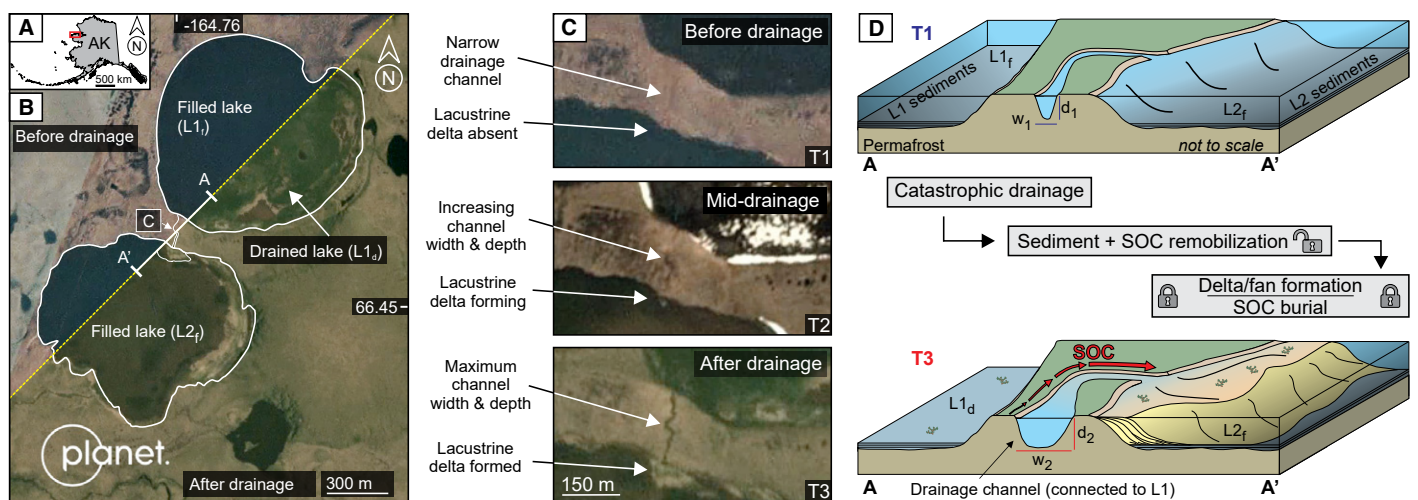 A
AK
N
500 km
B
-164.76
N
Before drainage
Filled lake
(L1f)
A
C
Drained lake (L1d)
A'
66.45
Filled lake (L2f)
planet.
After drainage
300 m
C
Narrow
drainage
channel
Before drainage
Lacustrine
delta absent
T1
Increasing
channel
width & depth
Mid-drainage
Lacustrine
delta forming
T2
Maximum
channel
width & depth
After drainage
Lacustrine
delta formed
150 m
T3
D
T1
L1f
L1 sediments
w1
d1
L2f
L2 sediments
Permafrost
not to scale
A
A'
Catastrophic drainage
Sediment + SOC remobilization
Delta/fan formation
SOC burial
T3
SOC
L1d
d2
w2
L2f
A
Drainage channel (connected to L1)
A'